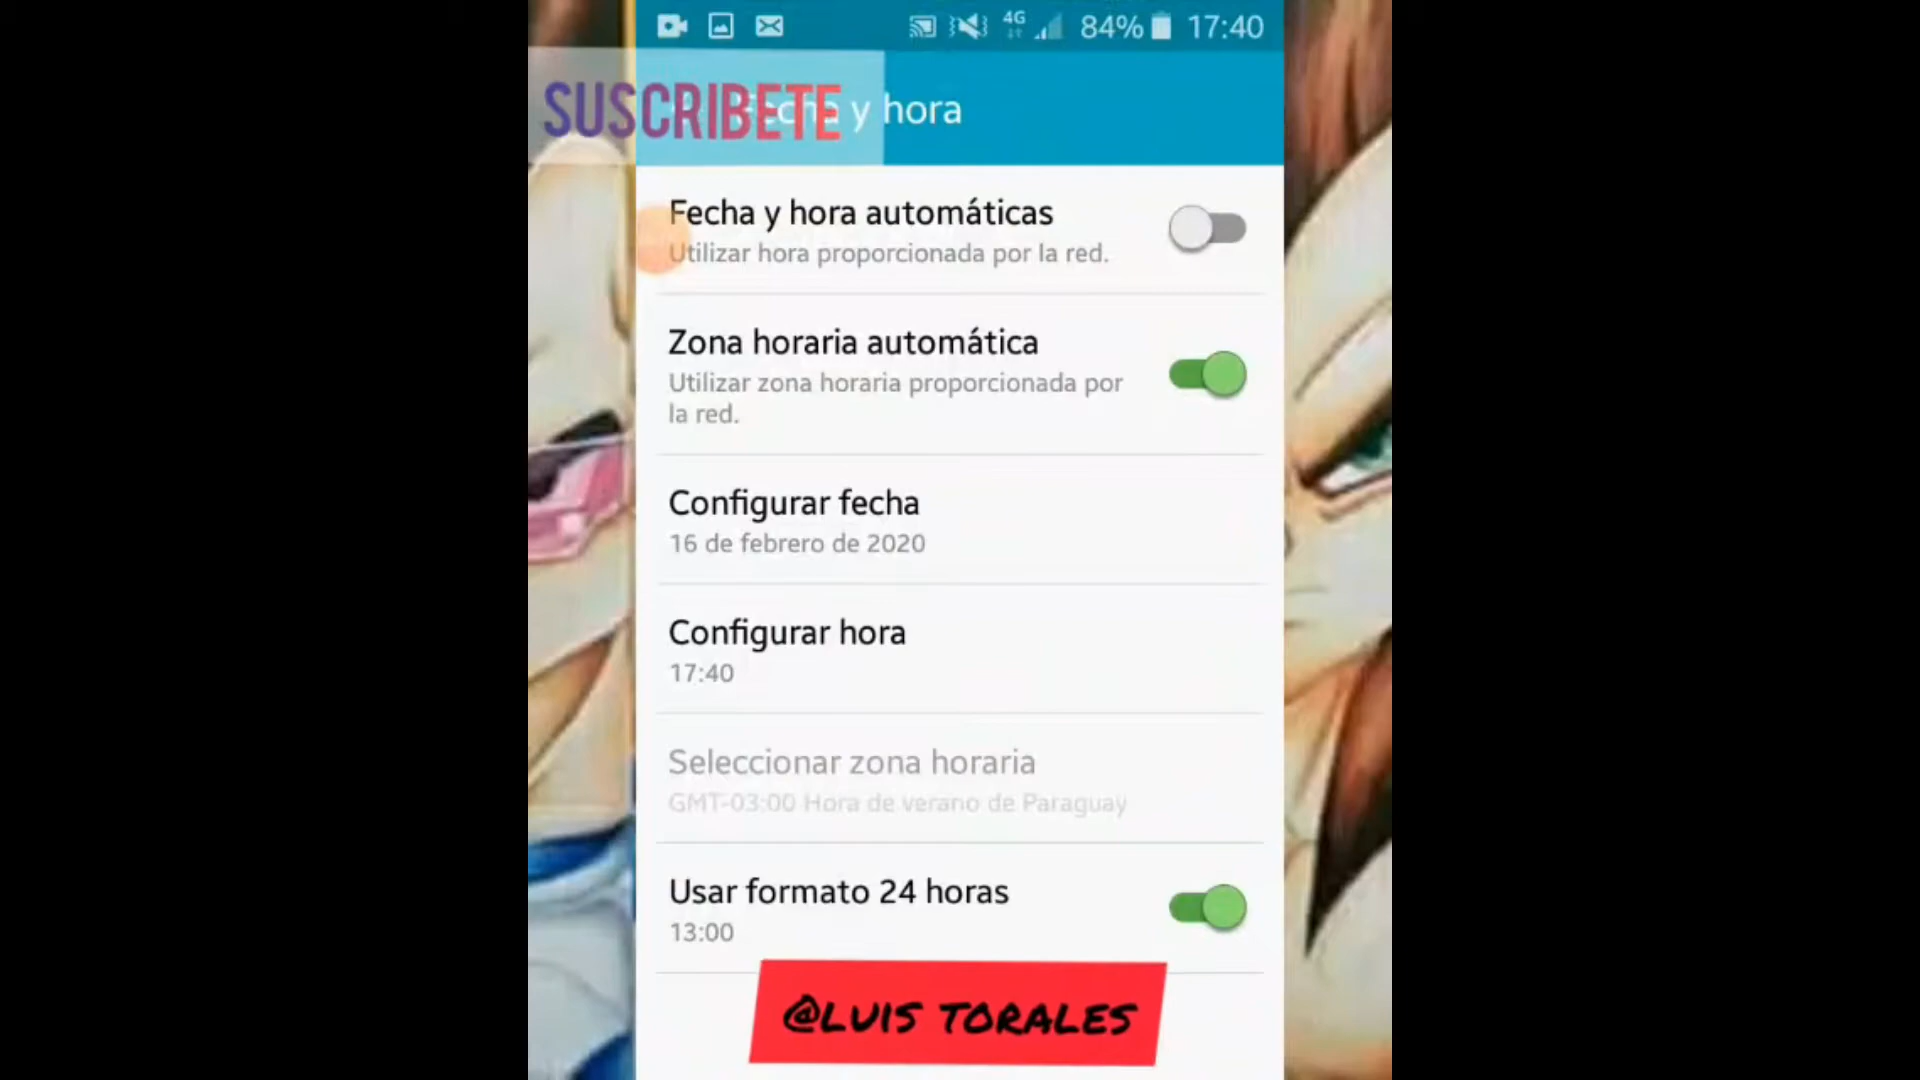 4G 84% 17:40
SUSCRIBETE
Fecha y hora
Fecha y hora automáticas
Utilizar hora proporcionada por la red.
Zona horaria automática
Utilizar zona horaria proporcionada por
la red.
Configurar fecha
16 de febrero de 2020
Configurar hora
17:40
Seleccionar zona horaria
GMT-03:00 Hora de verano de Paraguay
Usar formato 24 horas
13:00
@LUIS TORALES